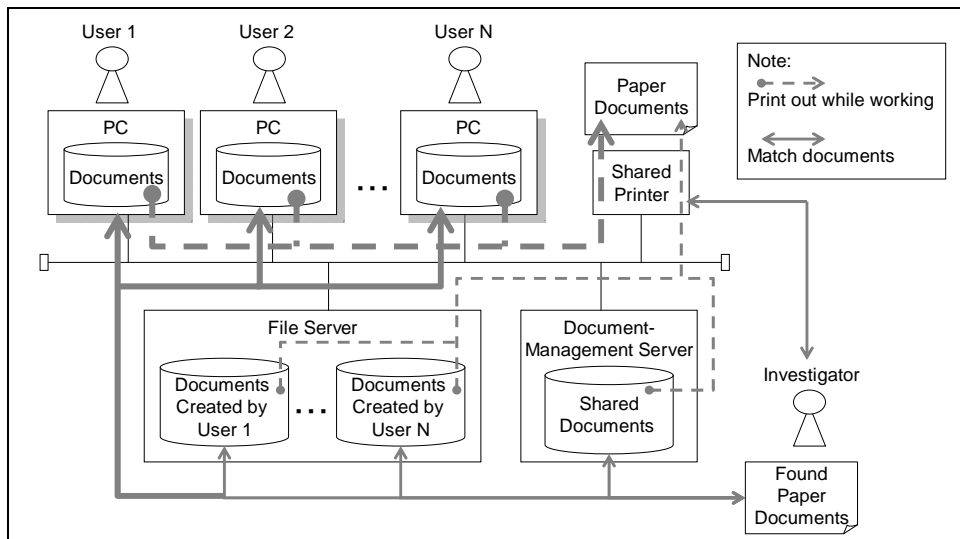 User 1
User 2
User N
PC
PC
PC
Documents
Documents
...
Documents
Paper
Documents
Shared
Printer
Note:
Print out while working
Match documents
File Server
Documents
Created by
User 1
...
Documents
Created by
User N
Document-
Management Server
Shared
Documents
Investigator
Found
Paper
Documents